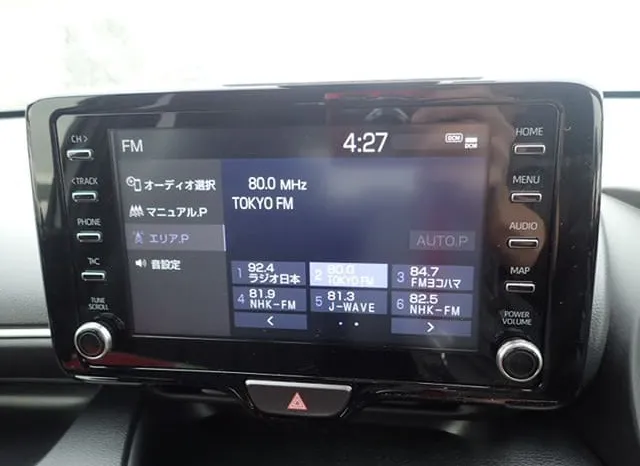 CH>
<TRACK
PHONE
T/C
TUNE
SCROLL
FM
4:27
DCM
DCM
オーディオ選択
マニュアル.P
エリア.P
音設定
80.0 MHz
TOKYO FM
AUTO.P
1 92.4
ラジオ日本
2 80.0
TOKYO FM
3 84.7
FMヨコハマ
4 81.9
NHK-FM
5 81.3
J-WAVE
6 82.5
NHK-FM
<
>
HOME
MENU
AUDIO
MAP
POWER
VOLUME